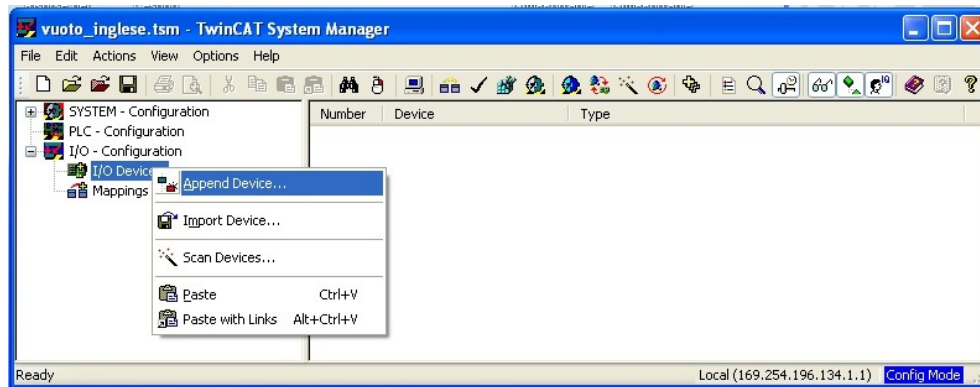 vuoto_inglese.tsm - TwinCAT System Manager
File Edit Actions View Options Help
SYSTEM - Configuration
PLC - Configuration
I/O - Configuration
I/O Device
Mappings
Number Device Type
Append Device...
Import Device...
Scan Devices...
Paste Ctrl+V
Paste with Links Alt+Ctrl+V
Ready Local (169.254.196.134.1.1) Config Mode